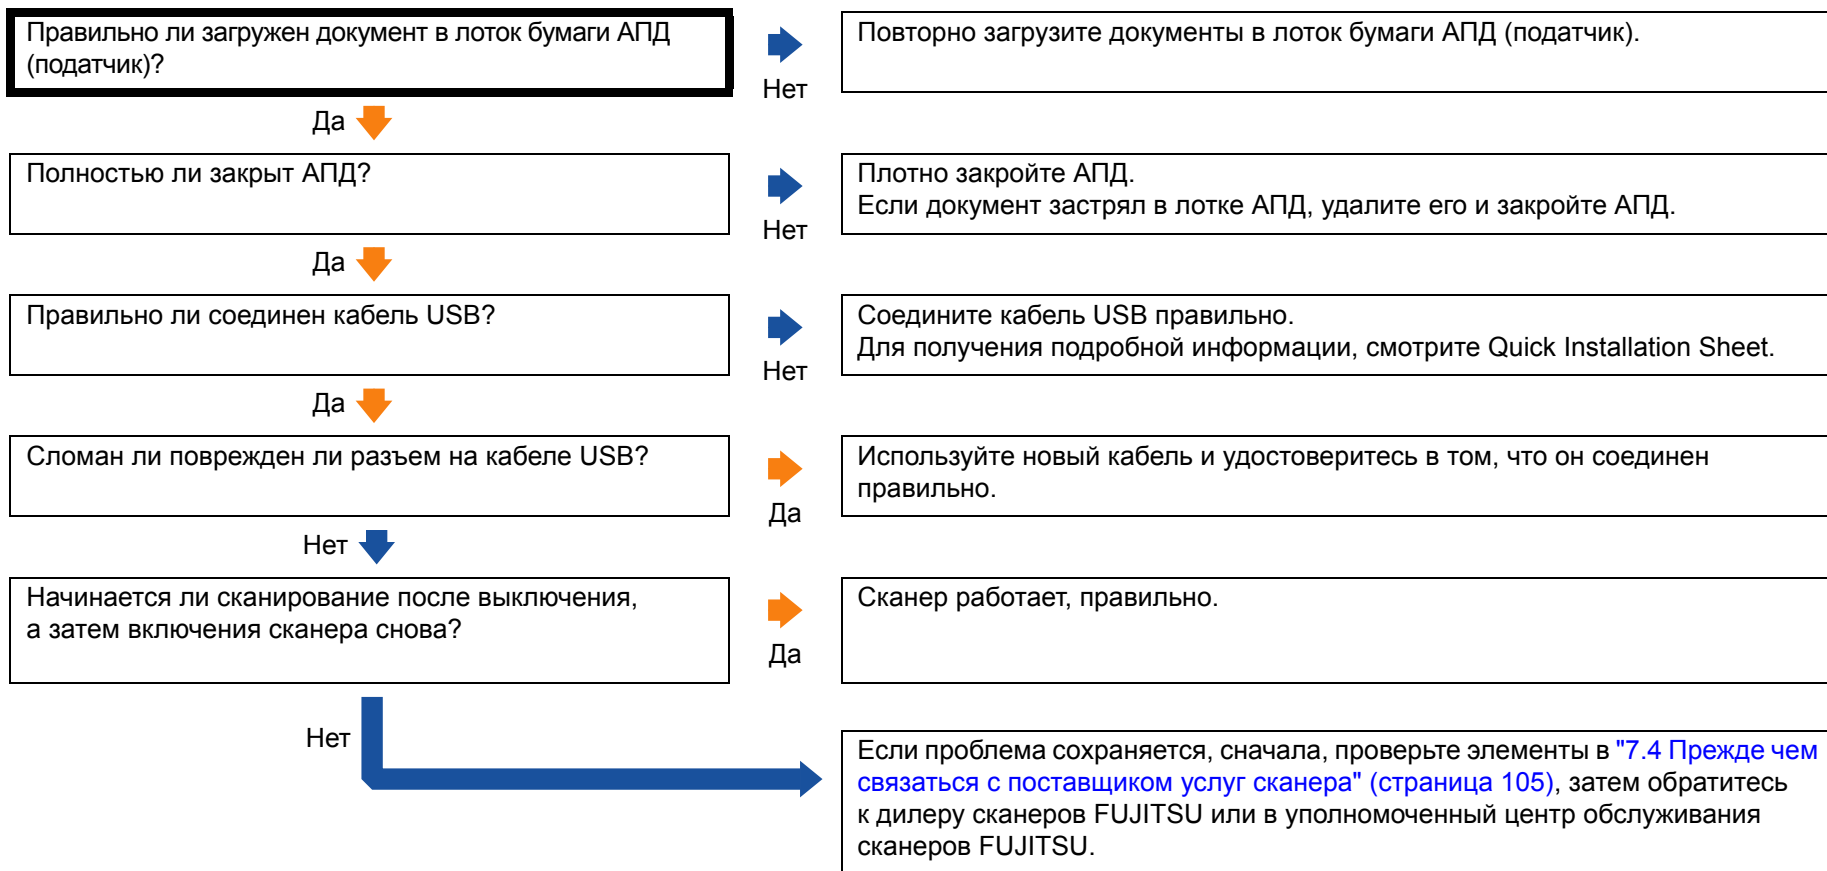 Правильно ли загружен документ в лоток бумаги АПД
(податчик)?
Нет
Повторно загрузите документы в лоток бумаги АПД (податчик).
Да
Полностью ли закрыт АПД?
Нет
Плотно закройте АПД.
Если документ застрял в лотке АПД, удалите его и закройте АПД.
Да
Правильно ли соединен кабель USB?
Нет
Соедините кабель USB правильно.
Для получения подробной информации, смотрите Quick Installation Sheet.
Да
Сломан ли поврежден ли разъем на кабеле USB?
Да
Используйте новый кабель и удостоверитесь в том, что он соединен
правильно.
Нет
Начинается ли сканирование после выключения,
а затем включения сканера снова?
Да
Сканер работает, правильно.
Нет
Если проблема сохраняется, сначала, проверьте элементы в "7.4 Прежде чем
связаться с поставщиком услуг сканера" (страница 105), затем обратитесь
к дилеру сканеров FUJITSU или в уполномоченный центр обслуживания
сканеров FUJITSU.